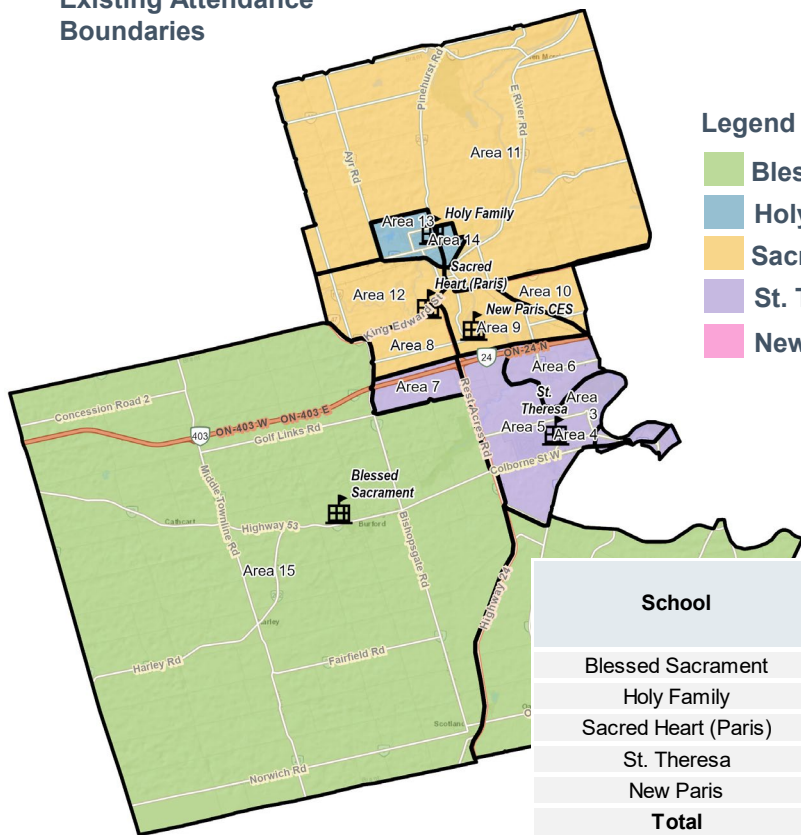 Existing Attendance
Boundaries
Legend
Bles
Holy
Sacr
St. T
New
Pinehurst Rd
E River Rd
Ayr Rd
Area 11
Area 13
Holy Family
Area 14
Sacred
Heart (Paris)
Area 12
Area 10
New Paris CES
King Edward St
Area 9
Area 8
24
ON-24 N
Area 6
Area 7
Rest Acres Rd
St.
Theresa
Area
3
Area 5
Area 4
Concession Road 2
ON-403 W
ON-403 E
403
Golf Links Rd
Colborne St W
Blessed
Sacrament
Middle Townline Rd
Bishopsgate Rd
Cathcart
Highway 53
Burford
Area 15
Highway 24
Harley Rd
Fairfield Rd
Scotland
Norwich Rd
School
Blessed Sacrament
Holy Family
Sacred Heart (Paris)
St. Theresa
New Paris
Total